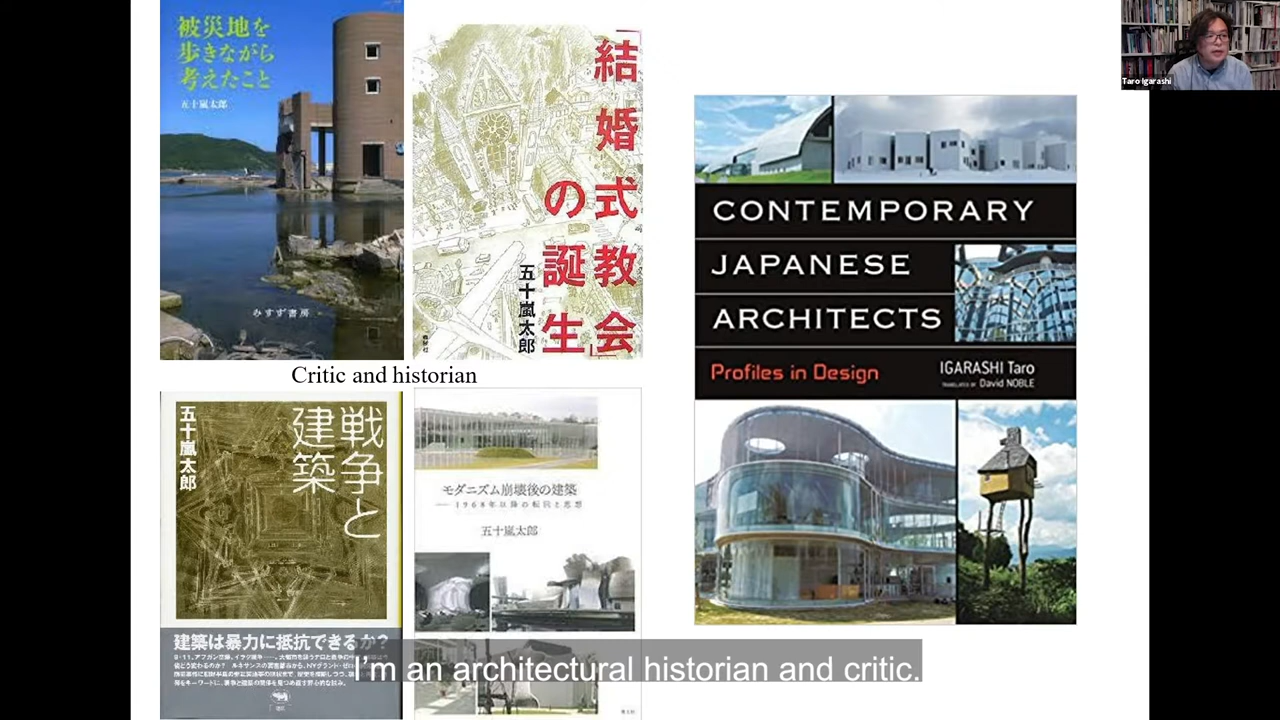 被災地を
歩きながら
考えたこと
五十嵐太郎
みすず書房
「結婚式教会」
の誕生
五十嵐太郎
春秋社
Taro Igarashi
CONTEMPORARY
JAPANESE
ARCHITECTS
Profiles in Design
IGARASHI Taro
TRANSLATED BY David NOBLE
Critic and historian
戦争と
建築
五十嵐太郎
建築は暴力に抵抗できるか?
モダニズム崩壊後の建築
——1968年以降の転回と思想
五十嵐太郎
I'm an architectural historian and critic.